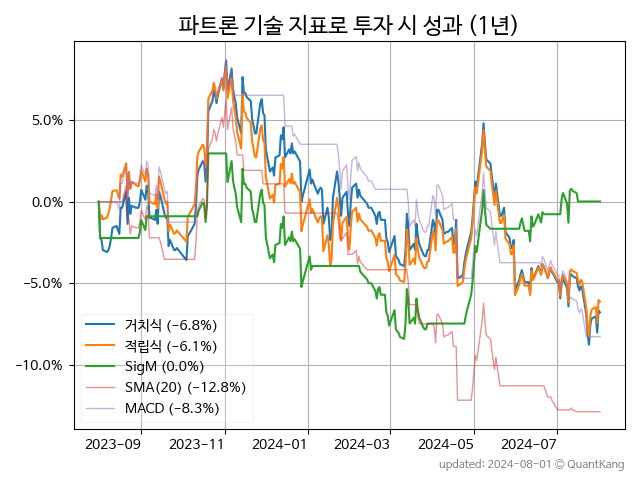 파트론 기술 지표로 투자 시 성과 (1년)
5.0%
0.0%
−5.0%
−10.0%
거치식 (−6.8%)
적립식 (−6.1%)
SigM (0.0%)
SMA(20) (−12.8%)
MACD (−8.3%)
2023-09 2023-11 2024-01 2024-03 2024-05 2024-07
updated: 2024-08-01 © QuantKang